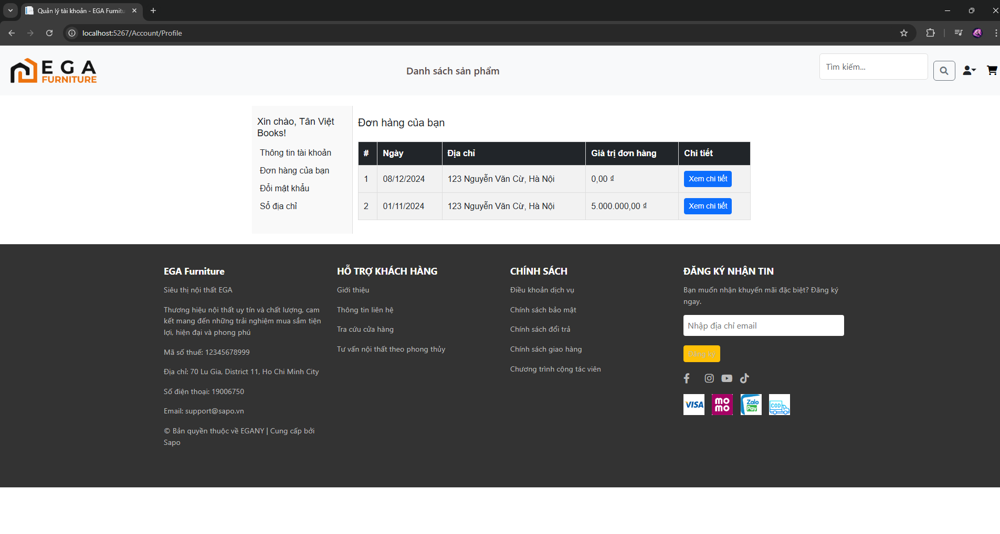 Quản lý tài khoản - EGA Furnitu
localhost:5267/Account/Profile
EGA
FURNITURE
Danh sách sản phẩm
Tìm kiếm...
Xin chào, Tân Việt
Books!
Thông tin tài khoản
Đơn hàng của bạn
Đổi mật khẩu
Sổ địa chỉ
Đơn hàng của bạn
# Ngày Địa chỉ Giá trị đơn hàng Chi tiết
1 08/12/2024 123 Nguyễn Văn Cừ, Hà Nội 0,00 ₫ Xem chi tiết
2 01/11/2024 123 Nguyễn Văn Cừ, Hà Nội 5.000.000,00 ₫ Xem chi tiết
EGA Furniture
Siêu thị nội thất EGA
Thương hiệu nội thất uy tín và chất lượng, cam
kết mang đến những trải nghiệm mua sắm tiện
lợi, hiện đại và phong phú
Mã số thuế: 12345678999
Địa chỉ: 70 Lu Gia, District 11, Ho Chi Minh City
Số điện thoại: 19006750
Email: support@sapo.vn
© Bản quyền thuộc về EGANY | Cung cấp bởi
Sapo
HỖ TRỢ KHÁCH HÀNG
Giới thiệu
Thông tin liên hệ
Tra cứu cửa hàng
Tư vấn nội thất theo phong thủy
CHÍNH SÁCH
Điều khoản dịch vụ
Chính sách bảo mật
Chính sách đổi trả
Chính sách giao hàng
Chương trình cộng tác viên
ĐĂNG KÝ NHẬN TIN
Bạn muốn nhận khuyến mãi đặc biệt? Đăng ký
ngay.
Nhập địa chỉ email
Đăng ký
VISA
mo
mo
Zalo
Pay
COD